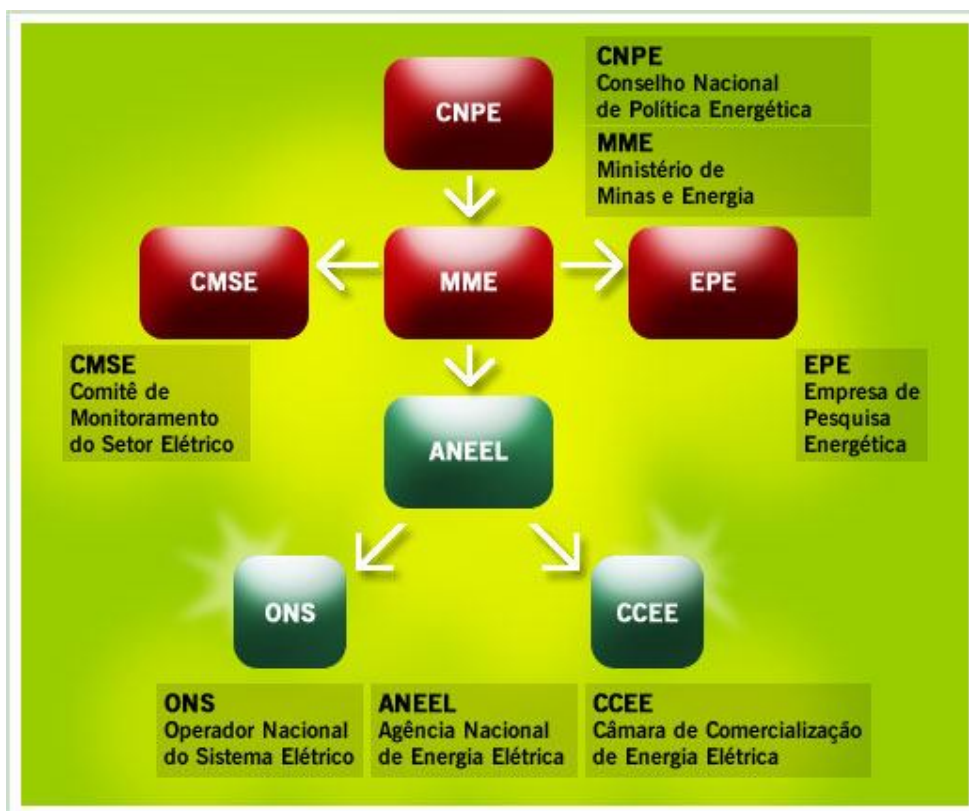 CNPE
CNPE
Conselho Nacional
de Política Energética
MME
Ministério de
Minas e Energia
CMSE
MME
EPE
CMSE
Comitê de
Monitoramento
do Setor Elétrico
EPE
Empresa de
Pesquisa
Energética
ANEEL
ONS
CCEE
ONS
Operador Nacional
do Sistema Elétrico
ANEEL
Agência Nacional
de Energia Elétrica
CCEE
Câmara de Comercialização
de Energia Elétrica